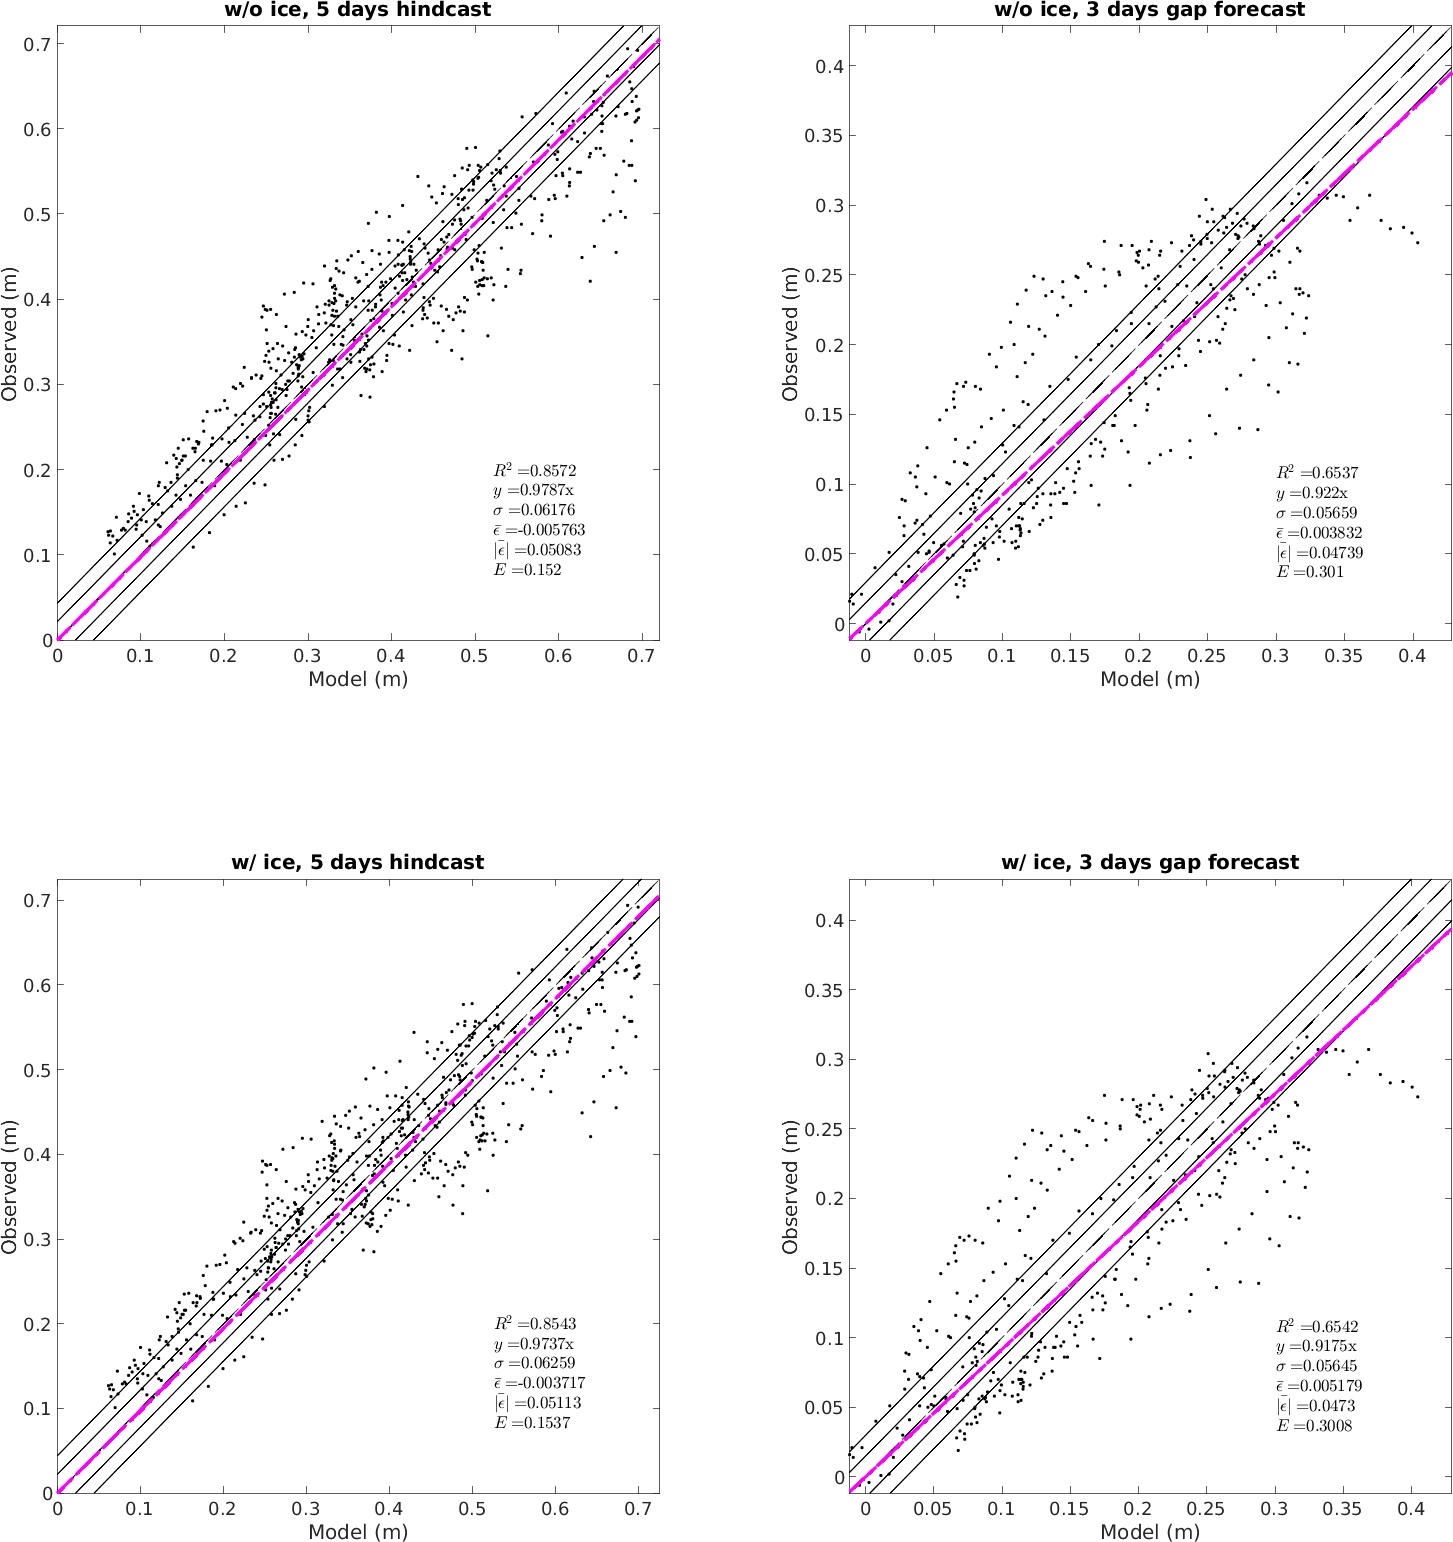 w/o ice, 5 days hindcast
0.7
0.6
0.5
0.4
0.3
0.2
0.1
0
Observed (m)
0 0.1 0.2 0.3 0.4 0.5 0.6 0.7
Model (m)
R² =0.8572
y =0.9787x
σ =0.06176
ϵ̄ =-0.005763
|ϵ̄| =0.05083
E =0.152
w/o ice, 3 days gap forecast
0.4
0.35
0.3
0.25
0.2
0.15
0.1
0.05
0
Observed (m)
0 0.05 0.1 0.15 0.2 0.25 0.3 0.35 0.4
Model (m)
R² =0.6537
y =0.922x
σ =0.05659
ϵ̄ =0.003832
|ϵ̄| =0.04739
E =0.301
w/ ice, 5 days hindcast
0.7
0.6
0.5
0.4
0.3
0.2
0.1
0
Observed (m)
0 0.1 0.2 0.3 0.4 0.5 0.6 0.7
Model (m)
R² =0.8543
y =0.9737x
σ =0.06259
ϵ̄ =-0.003717
|ϵ̄| =0.05113
E =0.1537
w/ ice, 3 days gap forecast
0.4
0.35
0.3
0.25
0.2
0.15
0.1
0.05
0
Observed (m)
0 0.05 0.1 0.15 0.2 0.25 0.3 0.35 0.4
Model (m)
R² =0.6542
y =0.9175x
σ =0.05645
ϵ̄ =0.005179
|ϵ̄| =0.0473
E =0.3008